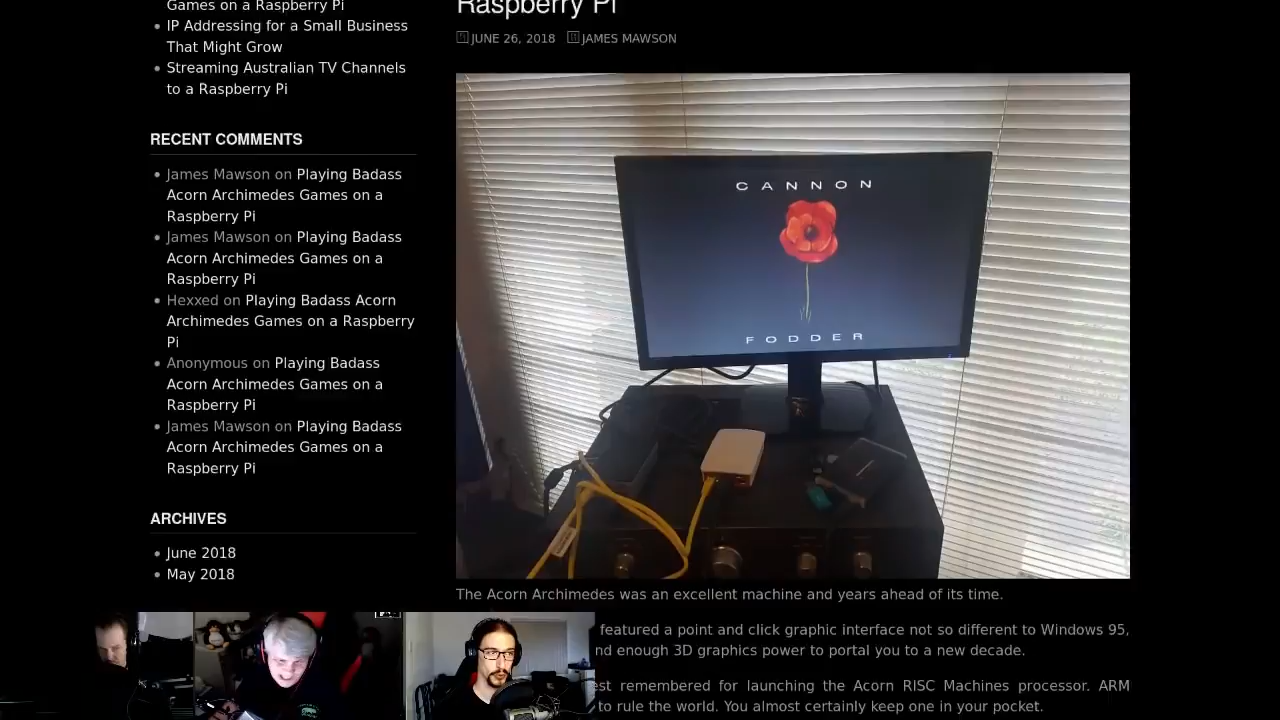 Games on a Raspberry Pi
IP Addressing for a Small Business
That Might Grow
Streaming Australian TV Channels
to a Raspberry Pi
RECENT COMMENTS
James Mawson on Playing Badass
Acorn Archimedes Games on a
Raspberry Pi
James Mawson on Playing Badass
Acorn Archimedes Games on a
Raspberry Pi
Hexxed on Playing Badass Acorn
Archimedes Games on a Raspberry
Pi
Anonymous on Playing Badass
Acorn Archimedes Games on a
Raspberry Pi
James Mawson on Playing Badass
Acorn Archimedes Games on a
Raspberry Pi
ARCHIVES
June 2018
May 2018
Raspberry Pi
JUNE 26, 2018 JAMES MAWSON
CANNON
FODDER
The Acorn Archimedes was an excellent machine and years ahead of its time.
featured a point and click graphic interface not so different to Windows 95,
enough 3D graphics power to portal you to a new decade.
remembered for launching the Acorn RISC Machines processor. ARM
to rule the world. You almost certainly keep one in your pocket.